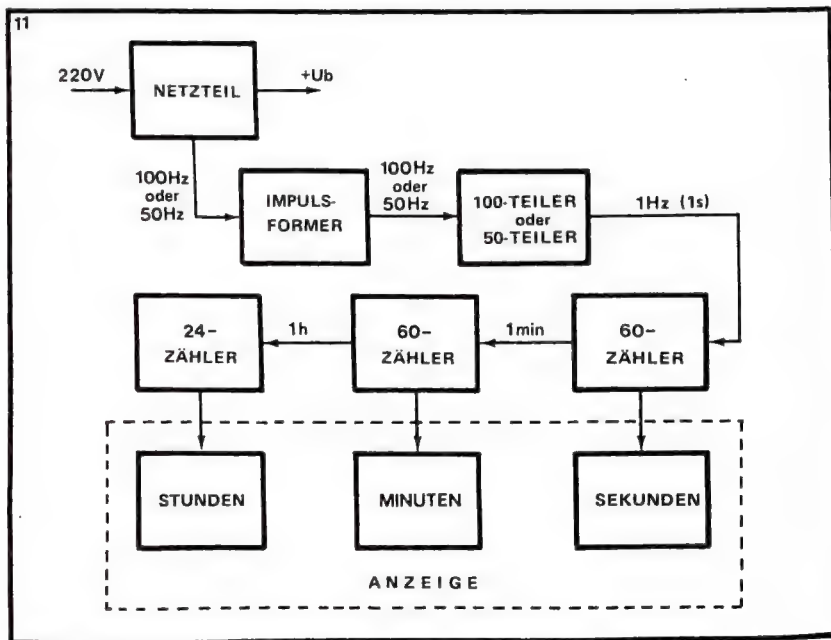 11
220V
NETZTEIL
+Ub
100Hz
oder
50Hz
IMPULS-
FORMER
100Hz
oder
50Hz
100-TEILER
oder
50-TEILER
1Hz (1s)
24-
ZÄHLER
1h
60-
ZÄHLER
1min
60-
ZÄHLER
STUNDEN
MINUTEN
SEKUNDEN
ANZEIGE